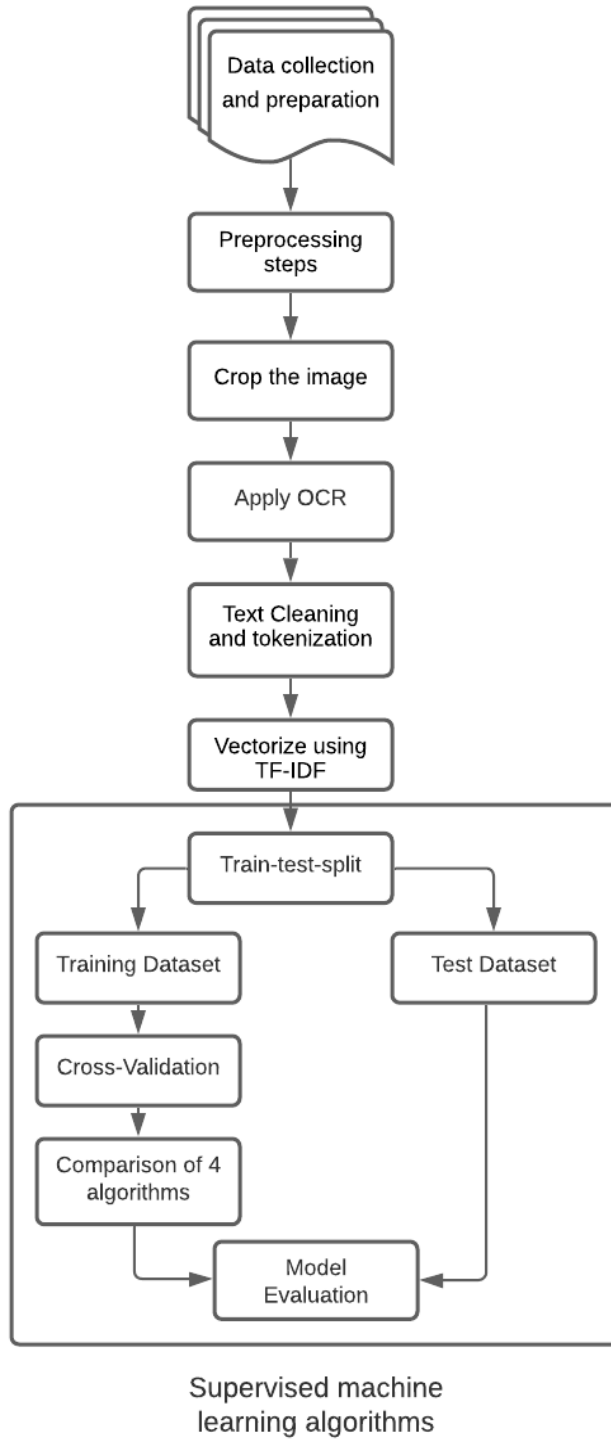 Data collection
and preparation
Preprocessing
steps
Crop the image
Apply OCR
Text Cleaning
and tokenization
Vectorize using
TF-IDF
Train-test-split
Training Dataset
Test Dataset
Cross-Validation
Comparison of 4
algorithms
Model
Evaluation
Supervised machine
learning algorithms